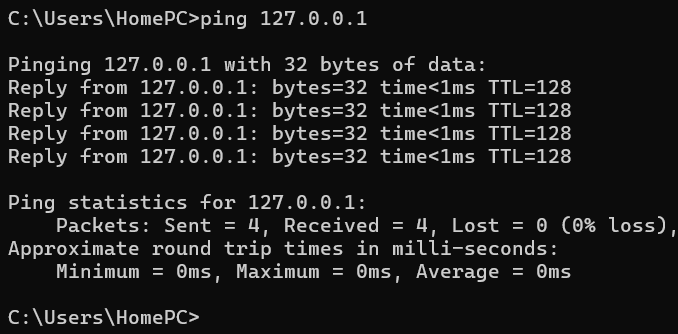 C:\Users\HomePC>ping 127.0.0.1
Pinging 127.0.0.1 with 32 bytes of data:
Reply from 127.0.0.1: bytes=32 time<1ms TTL=128
Reply from 127.0.0.1: bytes=32 time<1ms TTL=128
Reply from 127.0.0.1: bytes=32 time<1ms TTL=128
Reply from 127.0.0.1: bytes=32 time<1ms TTL=128
Ping statistics for 127.0.0.1:
    Packets: Sent = 4, Received = 4, Lost = 0 (0% loss),
Approximate round trip times in milli-seconds:
    Minimum = 0ms, Maximum = 0ms, Average = 0ms
C:\Users\HomePC>